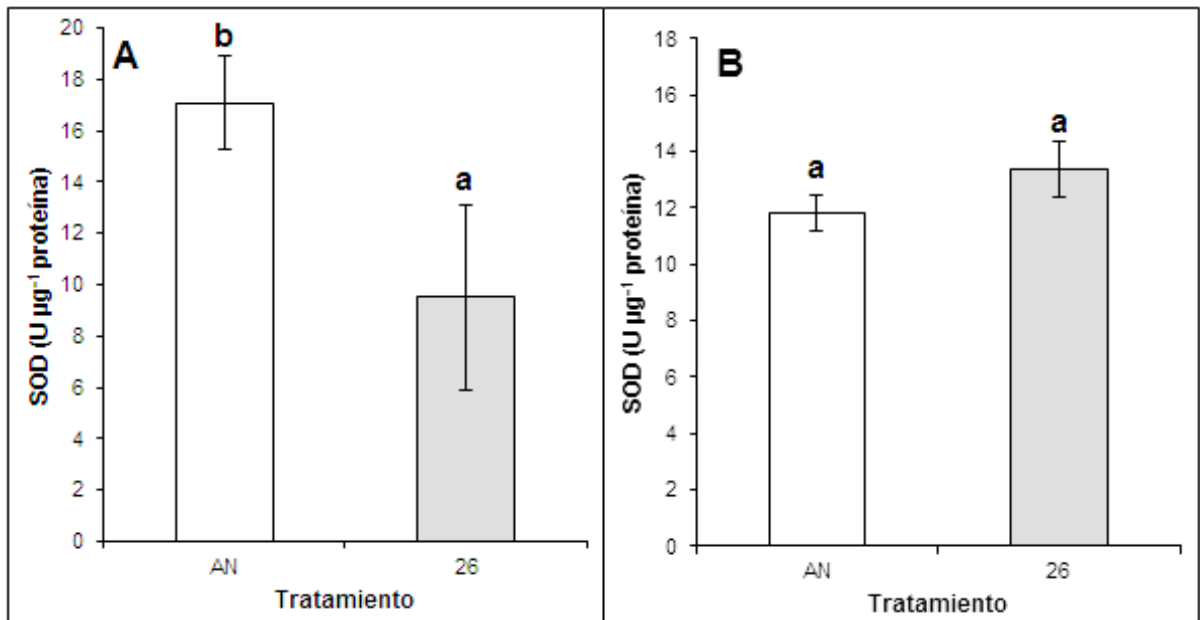 A
SOD (U µg⁻¹ proteína)
20
18
16
14
12
10
8
6
4
2
0
b
a
AN
26
Tratamiento
B
SOD (U µg⁻¹ proteína)
18
16
14
12
10
8
6
4
2
0
a
a
AN
26
Tratamiento